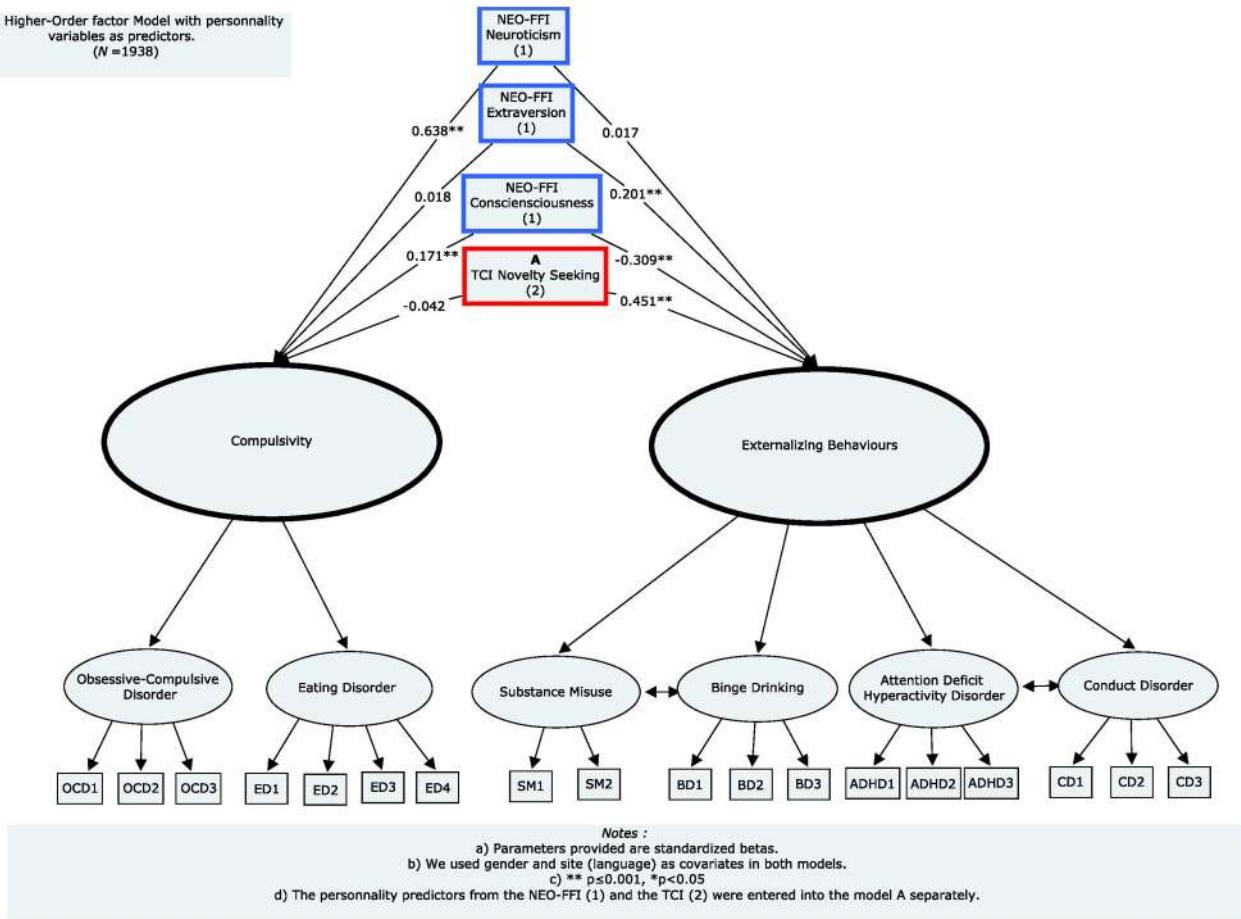 Higher-Order factor Model with personnality
variables as predictors.
(N =1938)
NEO-FFI
Neuroticism
(1)
NEO-FFI
Extraversion
(1)
0.638**
0.017
0.018
NEO-FFI
Consciensciousness
(1)
0.201**
0.171**
A
TCI Novelty Seeking
(2)
-0.309**
-0.042
0.451**
Compulsivity
Externalizing Behaviours
Obsessive-Compulsive
Disorder
Eating Disorder
Substance Misuse
Binge Drinking
Attention Deficit
Hyperactivity Disorder
Conduct Disorder
OCD1
OCD2
OCD3
ED1
ED2
ED3
ED4
SM1
SM2
BD1
BD2
BD3
ADHD1
ADHD2
ADHD3
CD1
CD2
CD3
Notes :
a) Parameters provided are standardized betas.
b) We used gender and site (language) as covariates in both models.
c) ** p≤0.001, *p<0.05
d) The personnality predictors from the NEO-FFI (1) and the TCI (2) were entered into the model A separately.